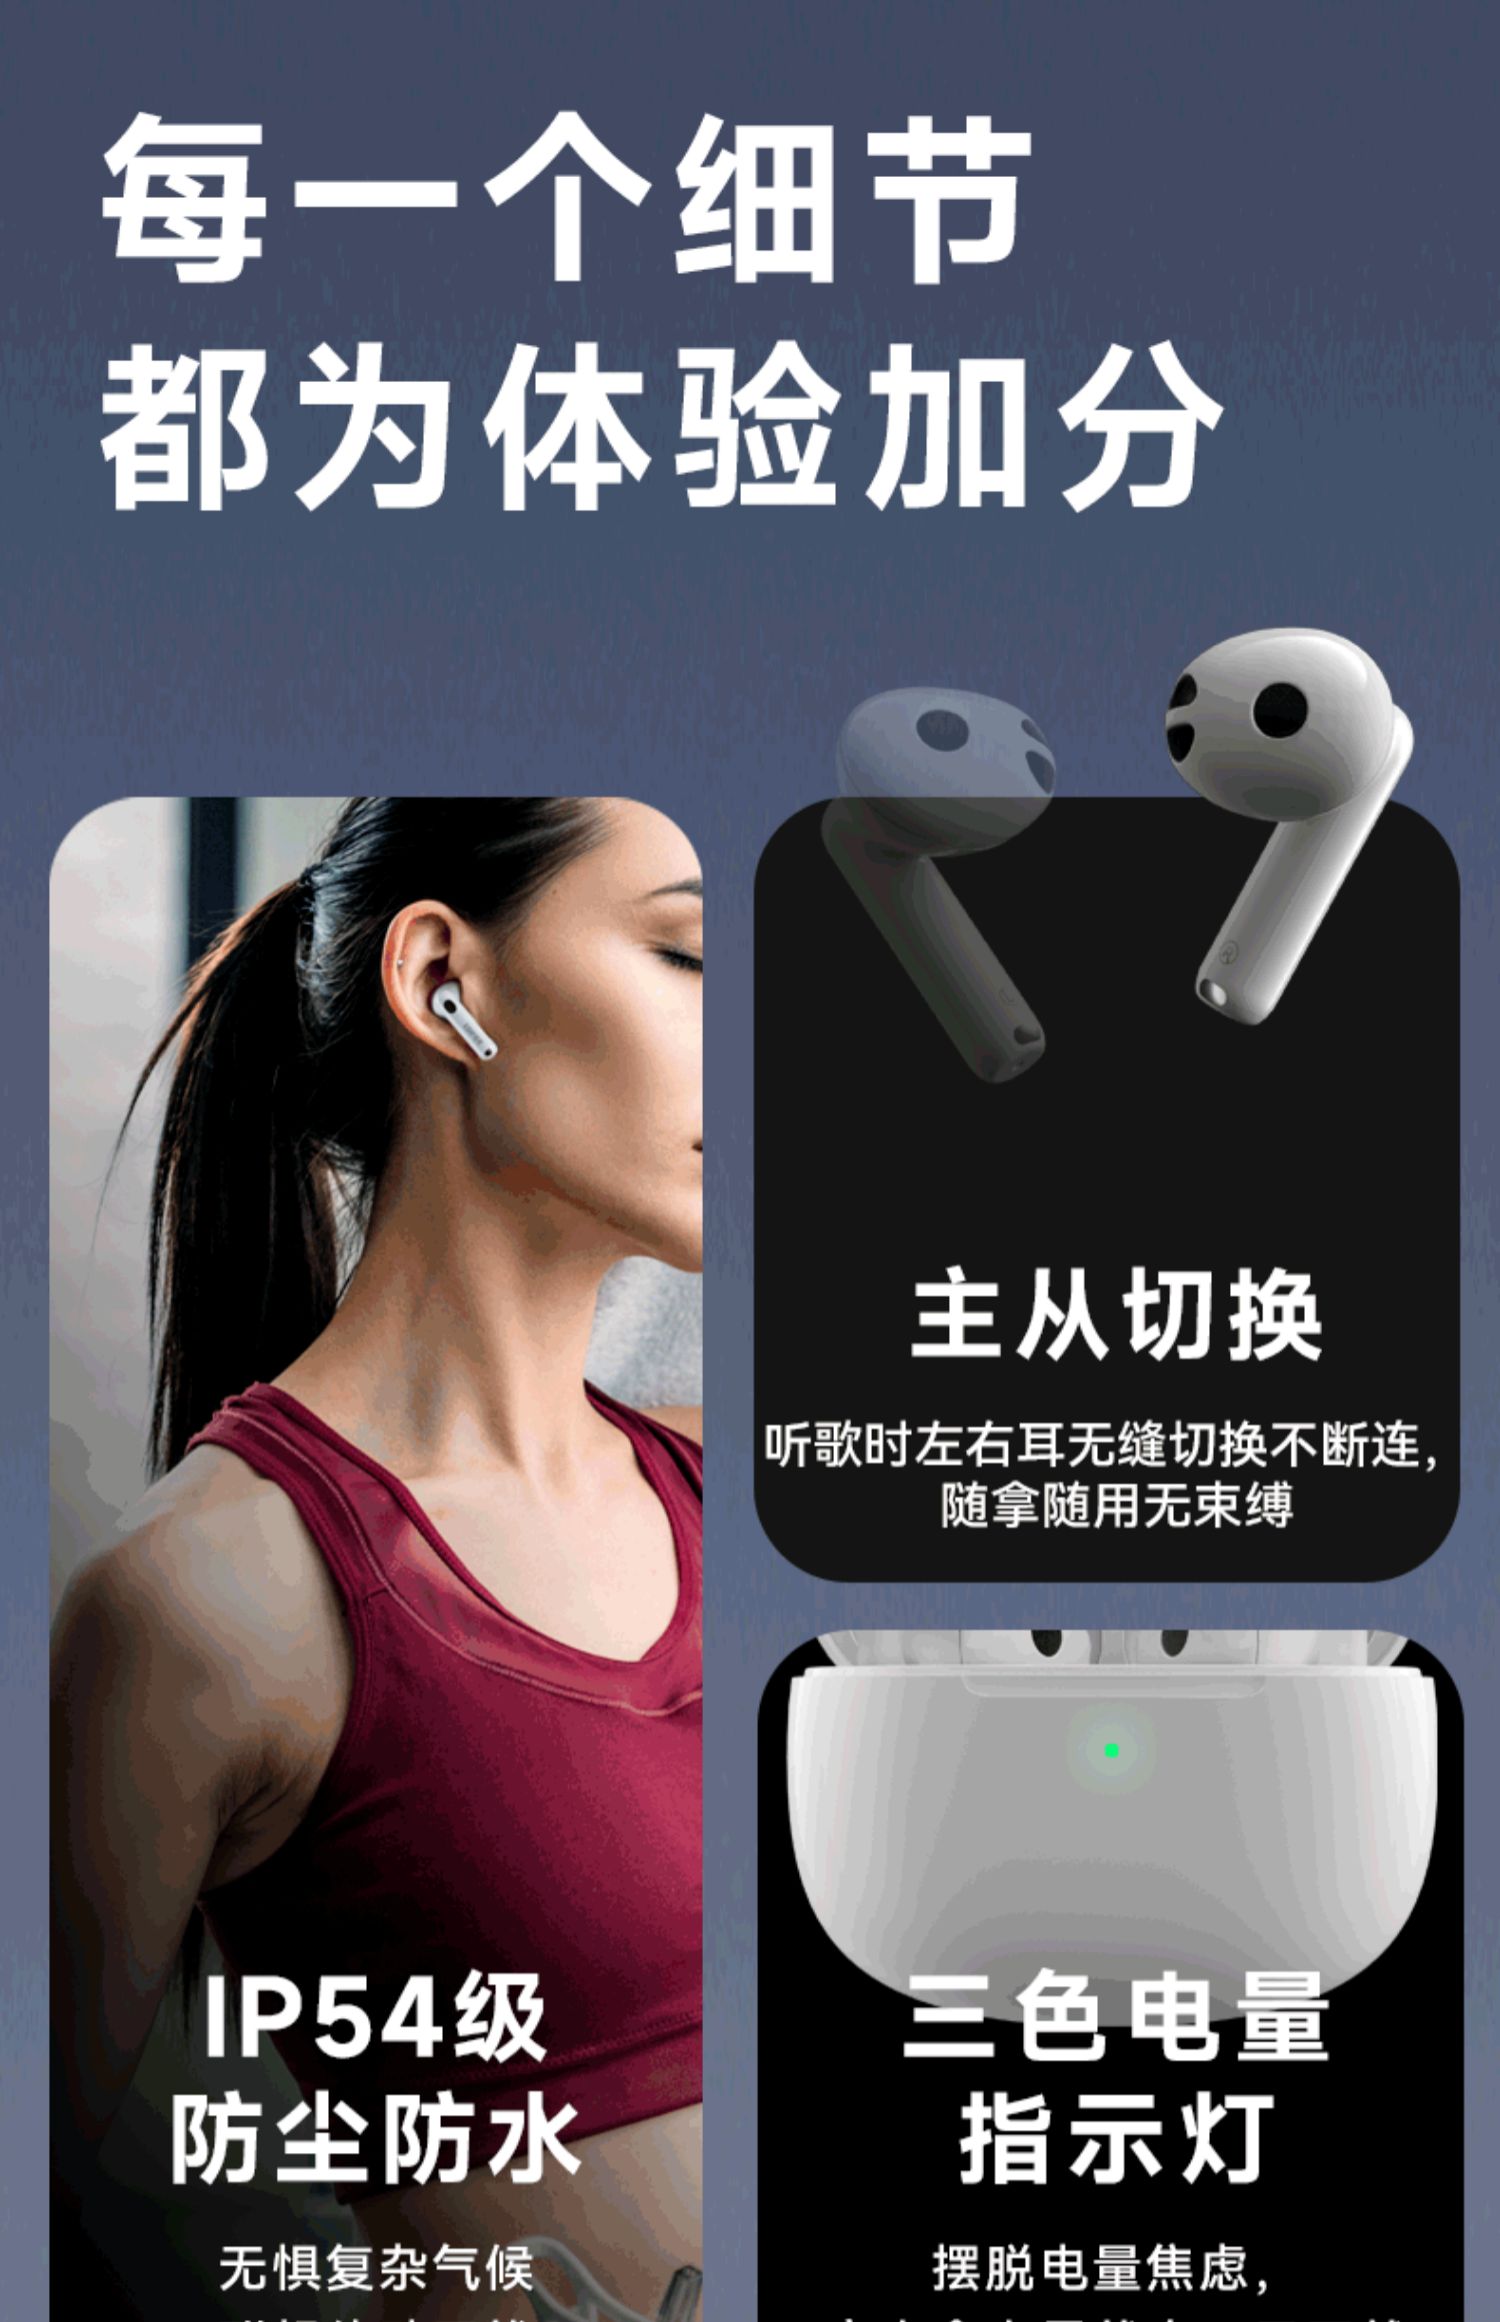 每一个细节
都为体验加分
主从切换
听歌时左右耳无缝切换不断连，
随拿随用无束缚
IP54级
防尘防水
无惧复杂气候
三色电量
指示灯
摆脱电量焦虑，